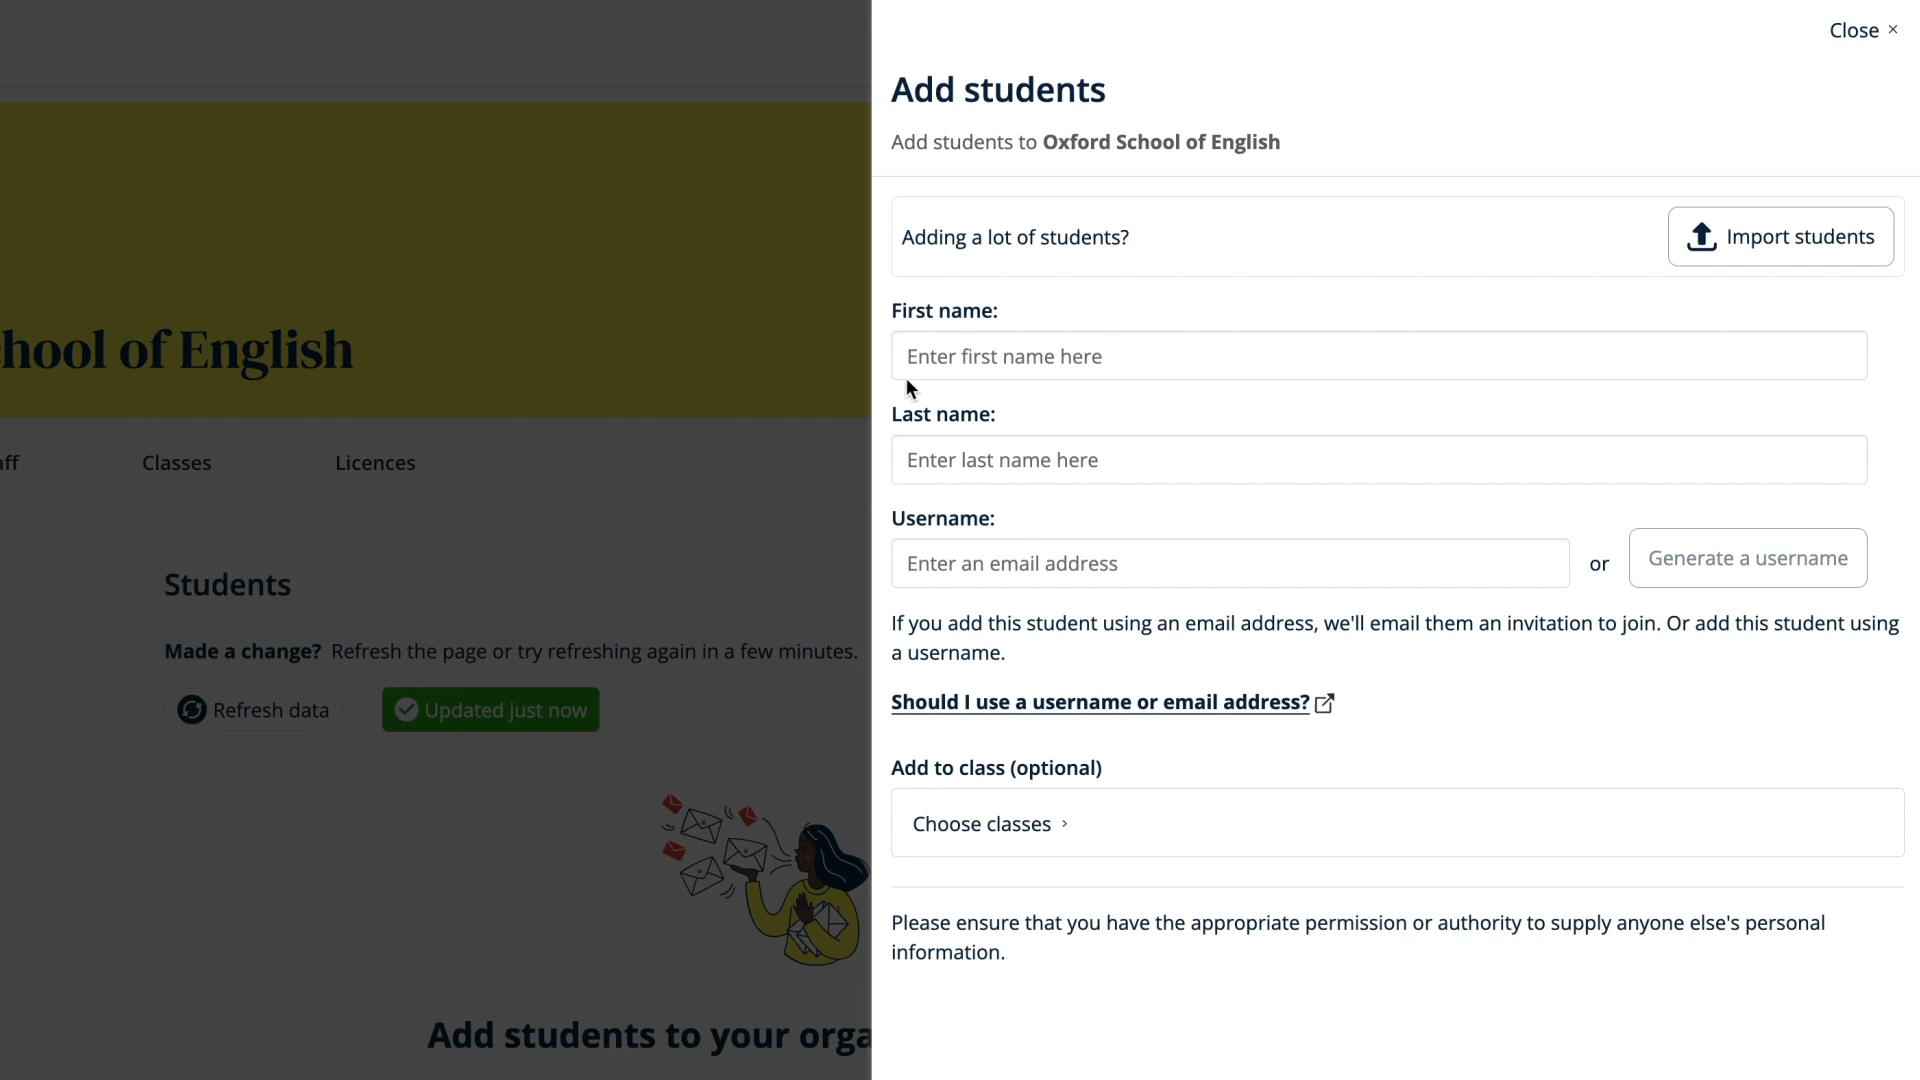 Close ×
Add students
Add students to Oxford School of English
Adding a lot of students?
Import students
First name:
Enter first name here
Last name:
Enter last name here
Username:
Enter an email address
or
Generate a username
If you add this student using an email address, we'll email them an invitation to join. Or add this student using
a username.
Should I use a username or email address?
Add to class (optional)
Choose classes ›
Please ensure that you have the appropriate permission or authority to supply anyone else's personal
information.
hool of English
aff
Classes
Licences
Students
Made a change? Refresh the page or try refreshing again in a few minutes.
Refresh data
Updated just now
Add students to your orga